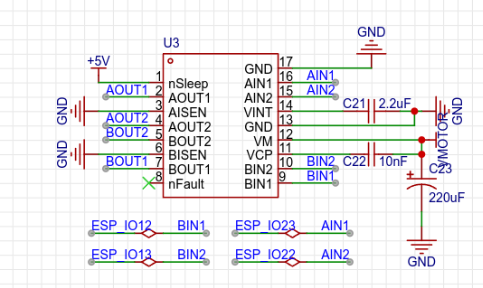 GND
U3
+5V
1 nSleep
AOUT1 2 AOUT1
GND 3 AISEN
AOUT2 4 AOUT2
BOUT2 5 BOUT2
GND 6 BISEN
BOUT1 7 BOUT1
8 nFault
GND 17
AIN1 16 AIN1
AIN2 15 AIN2
VINT 14 C21 2.2uF GND
GND 13
VM 12 VMOTOR
VCP 11 C22 10nF
BIN2 10 BIN2
BIN1 9 BIN1
C23
+
220uF
GND
ESP_IO12 BIN1
ESP_IO23 AIN1
ESP_IO13 BIN2
ESP_IO22 AIN2